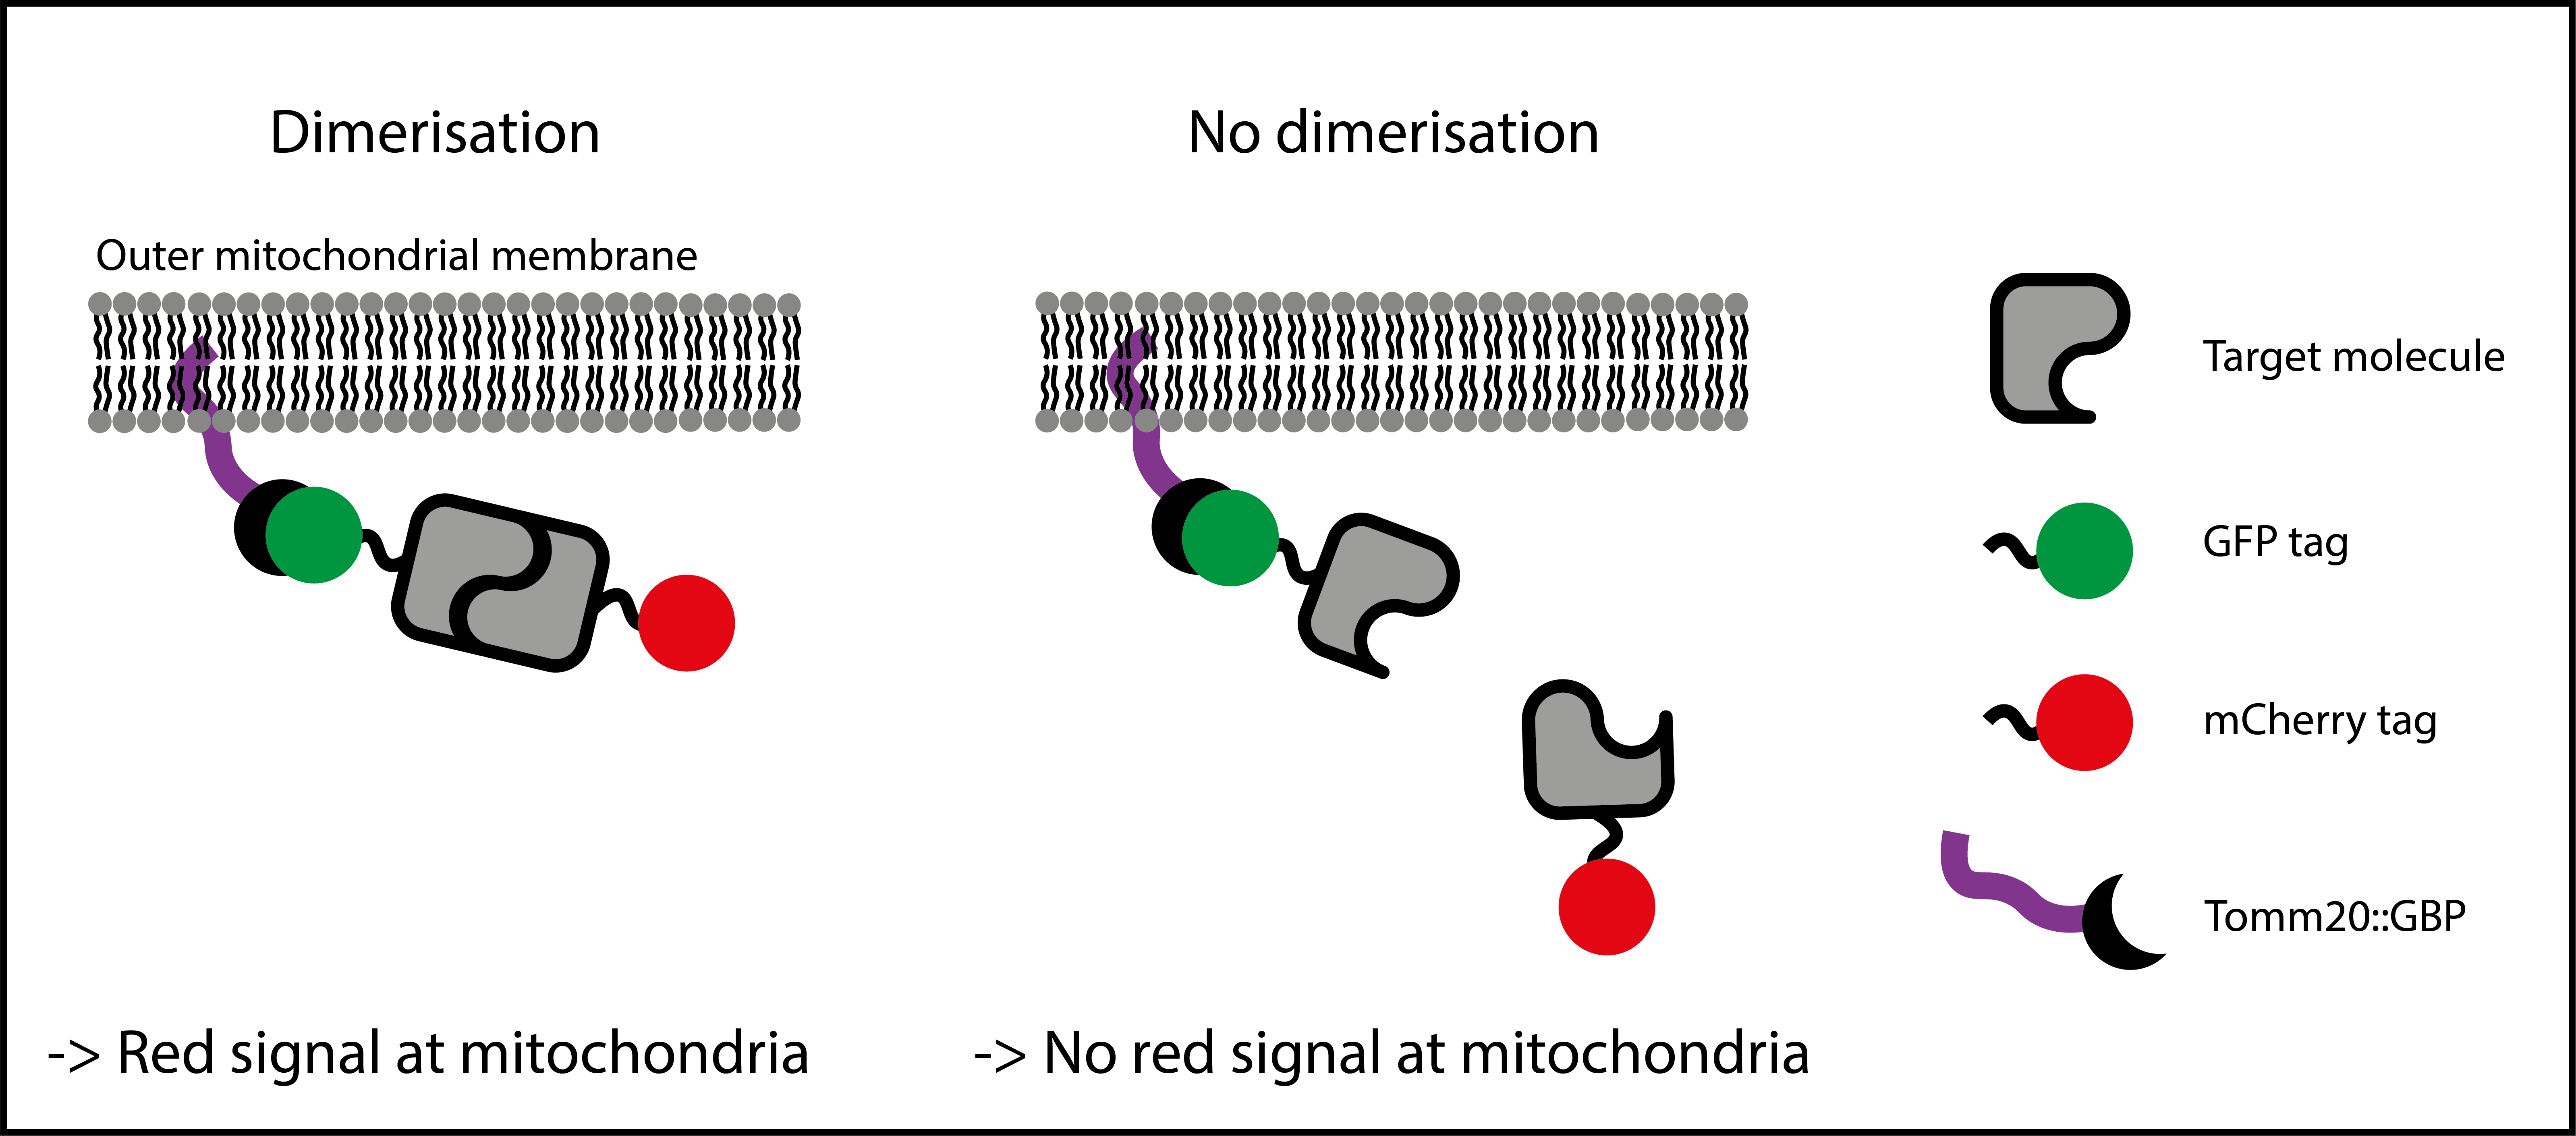 Dimerisation
No dimerisation
Outer mitochondrial membrane
Target molecule
GFP tag
mCherry tag
Tomm20::GBP
-> Red signal at mitochondria
-> No red signal at mitochondria